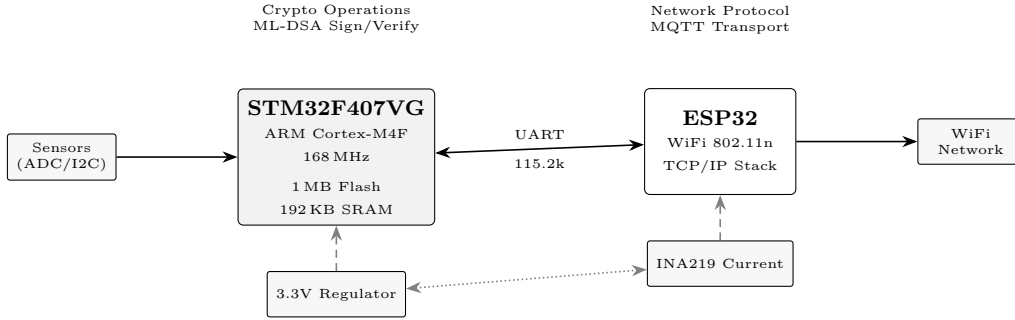 Crypto Operations
ML-DSA Sign/Verify
Network Protocol
MQTT Transport
Sensors
(ADC/I2C)
STM32F407VG
ARM Cortex-M4F
168 MHz
1 MB Flash
192 KB SRAM
UART
115.2k
ESP32
WiFi 802.11n
TCP/IP Stack
WiFi
Network
3.3V Regulator
INA219 Current